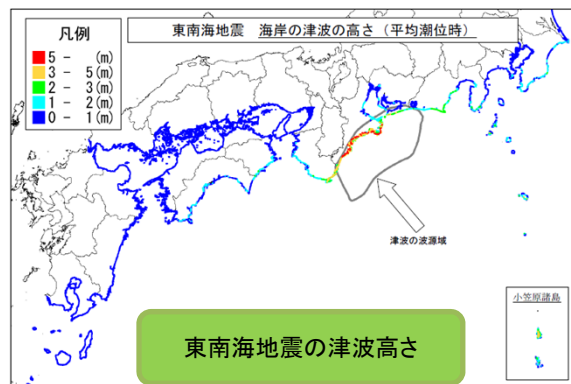 東南海地震 海岸の津波の高さ（平均潮位時）
凡例
5 - (m)
3 - 5(m)
2 - 3(m)
1 - 2(m)
0 - 1(m)
津波の波源域
小笠原諸島
東南海地震の津波高さ